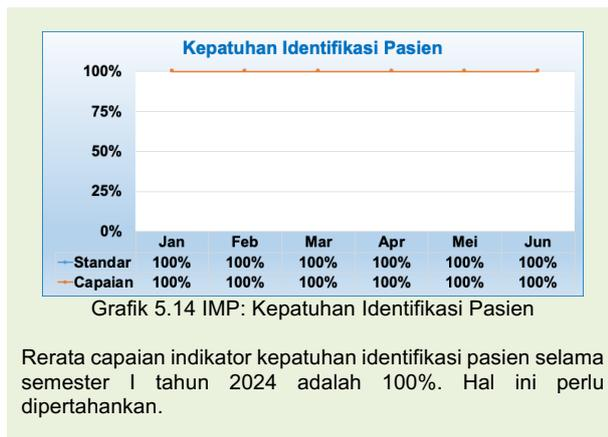 Kepatuhan Identifikasi Pasien
100%
75%
50%
25%
0%
Jan Feb Mar Apr Mei Jun
Standar 100% 100% 100% 100% 100% 100%
Capaian 100% 100% 100% 100% 100% 100%
Grafik 5.14 IMP: Kepatuhan Identifikasi Pasien
Rerata capaian indikator kepatuhan identifikasi pasien selama
semester I tahun 2024 adalah 100%. Hal ini perlu
dipertahankan.